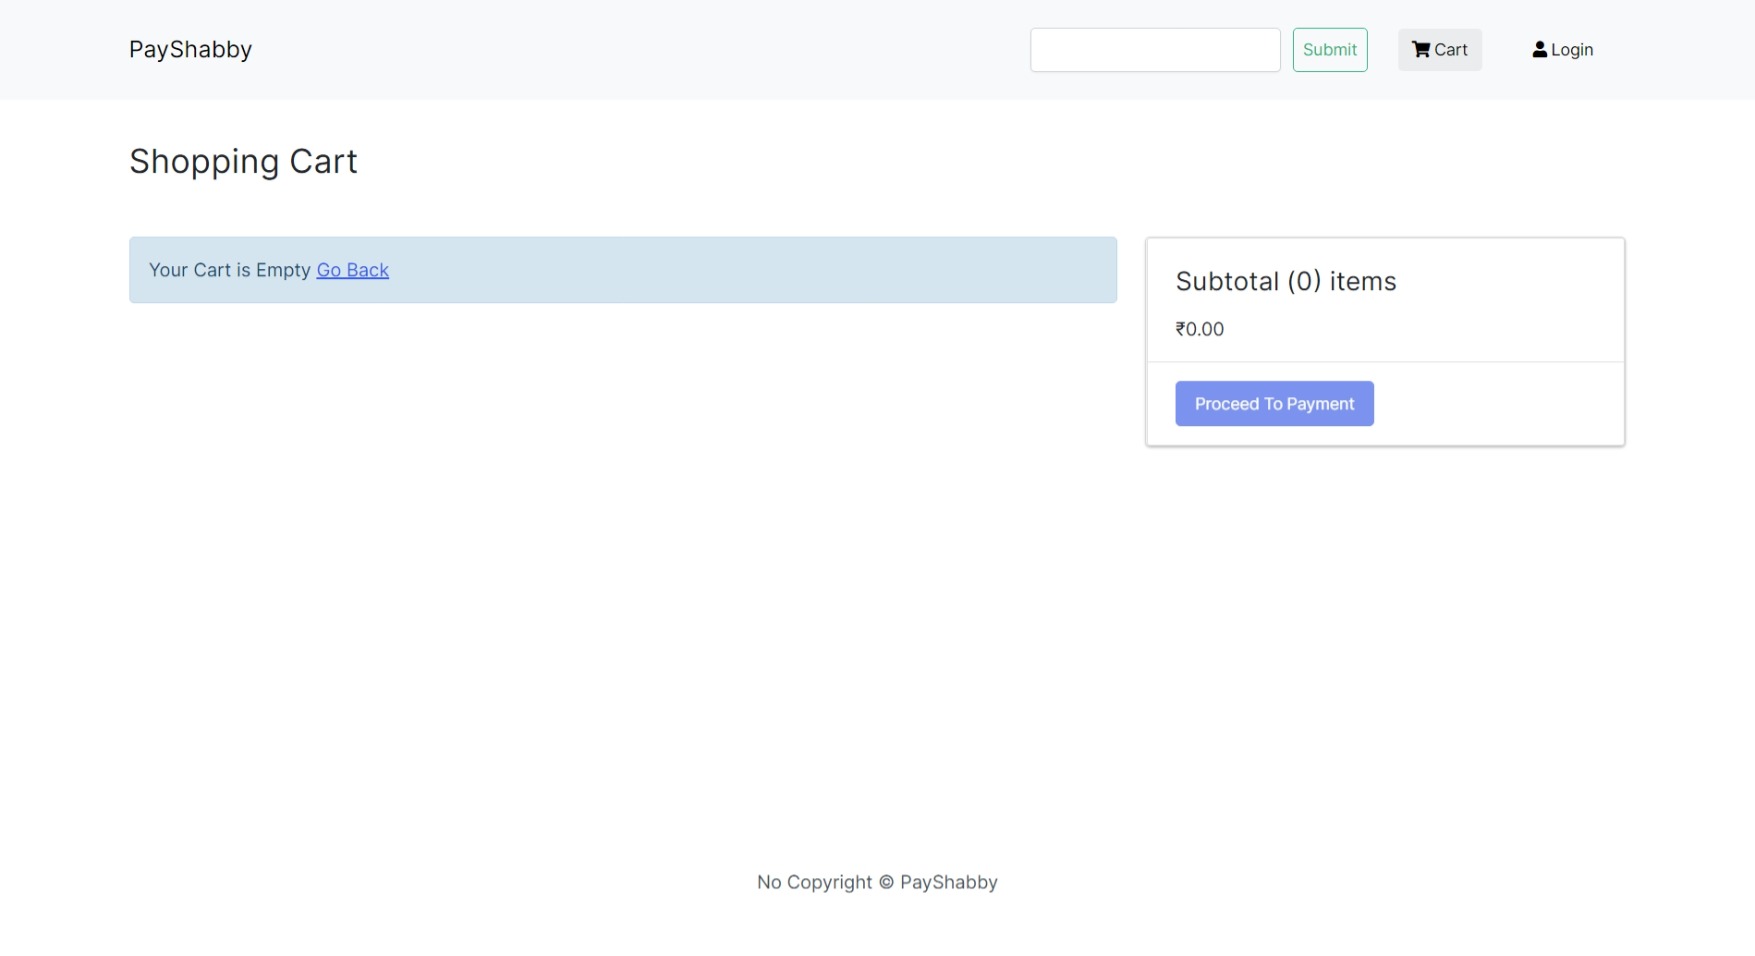 PayShabby
Submit
Cart
Login
Shopping Cart
Your Cart is Empty Go Back
Subtotal (0) items
₹0.00
Proceed To Payment
No Copyright © PayShabby